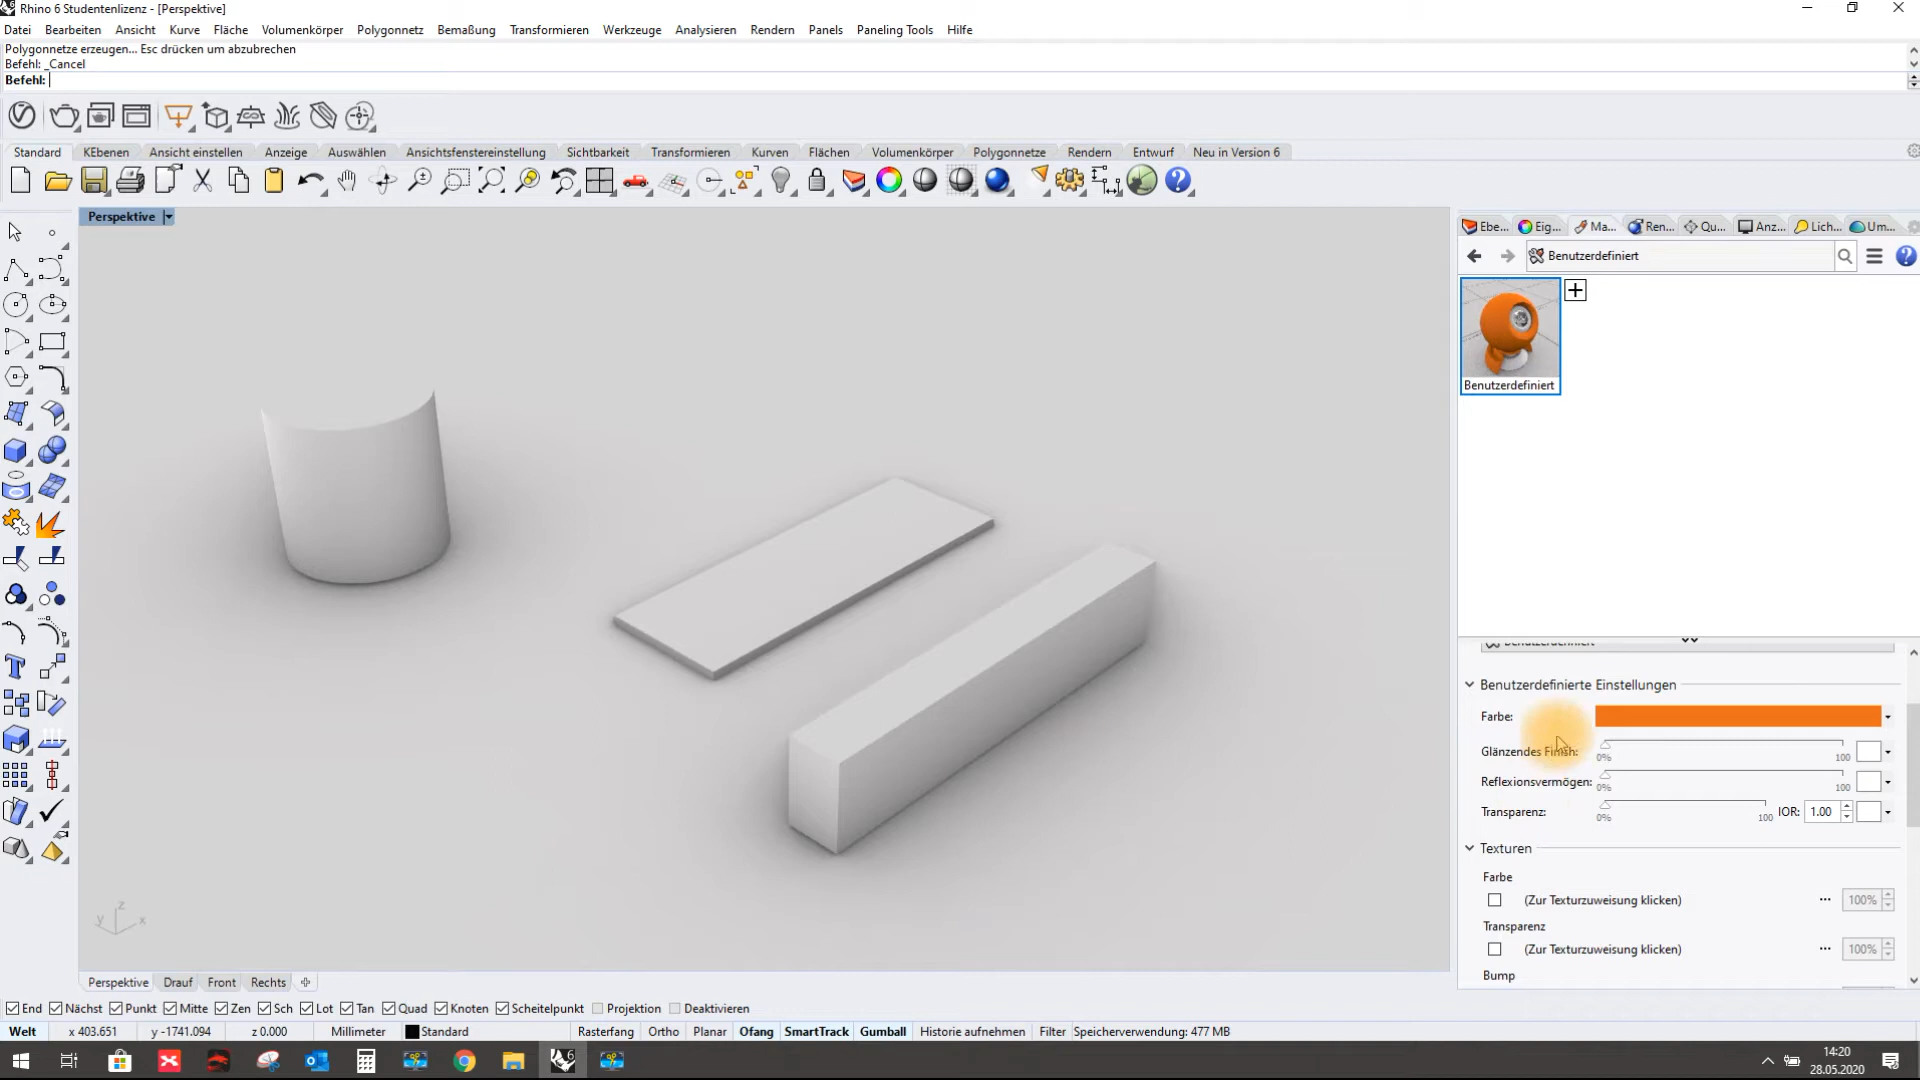 Rhino 6 Studentenlizenz - [Perspektive]
Datei Bearbeiten Ansicht Kurve Fläche Volumenkörper Polygonnetz Bemaßung Transformieren Werkzeuge Analysieren Rendern Panels Paneling Tools Hilfe
Polygonnetze erzeugen... Esc drücken um abzubrechen
Befehl: _Cancel
Befehl:
Standard KEbenen Ansicht einstellen Anzeige Auswählen Ansichtsfenstereinstellung Sichtbarkeit Transformieren Kurven Flächen Volumenkörper Polygonnetze Rendern Entwurf Neu in Version 6
Perspektive
Ebe... Eig... Ma... Ren... Qu... Anz... Lich... Um...
Benutzerdefiniert
Benutzerdefiniert
Benutzerdefiniert
Benutzerdefinierte Einstellungen
Farbe:
Glänzendes Finish: 0% 100
Reflexionsvermögen: 0% 100
Transparenz: 0% 100 IOR: 1.00
Texturen
Farbe
(Zur Texturzuweisung klicken) ... 100%
Transparenz
(Zur Texturzuweisung klicken) ... 100%
Bump
z
y x
Perspektive Drauf Front Rechts
End Nächst Punkt Mitte Zen Sch Lot Tan Quad Knoten Scheitelpunkt Projektion Deaktivieren
Welt x 403.651 y -1741.094 z 0.000 Millimeter Standard Rasterfang Ortho Planar Ofang SmartTrack Gumball Historie aufnehmen Filter Speicherverwendung: 477 MB
14:20
28.05.2020